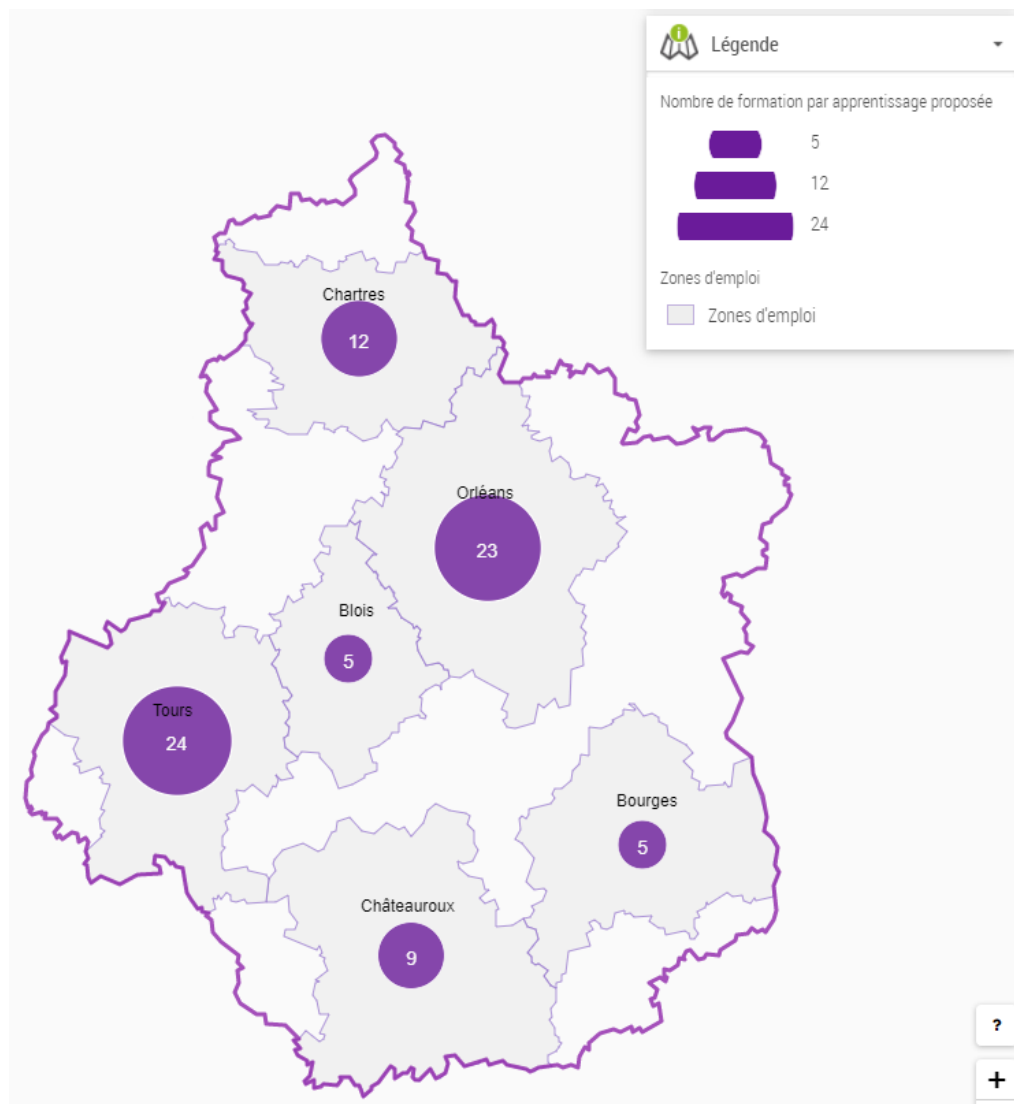 Légende
Nombre de formation par apprentissage proposée
5
12
24
Zones d'emploi
Zones d'emploi
Chartres
12
Orléans
23
Blois
5
Tours
24
Bourges
5
Châteauroux
9
?
+